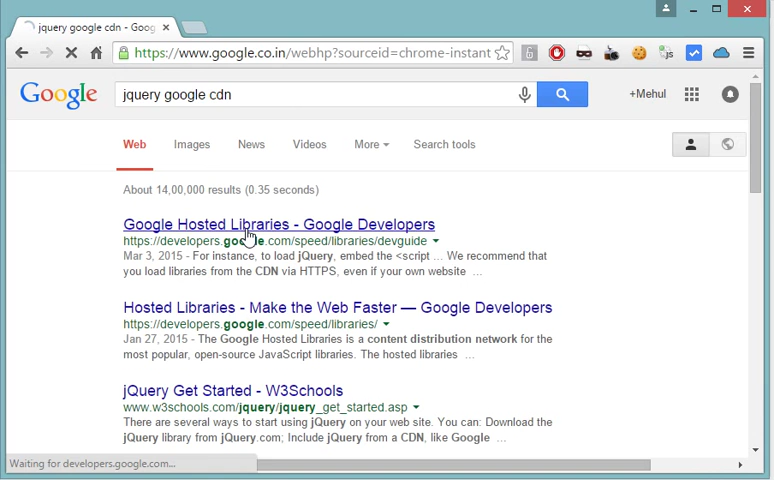 jquery google cdn - Goog
https://www.google.co.in/webhp?sourceid=chrome-instant
Google
jquery google cdn
+Mehul
Web Images News Videos More Search tools
About 14,00,000 results (0.35 seconds)
Google Hosted Libraries - Google Developers
https://developers.google.com/speed/libraries/devguide
Mar 3, 2015 - For instance, to load jQuery, embed the <script ... We recommend that
you load libraries from the CDN via HTTPS, even if your own website ...
Hosted Libraries - Make the Web Faster — Google Developers
https://developers.google.com/speed/libraries/
Jan 27, 2015 - The Google Hosted Libraries is a content distribution network for the
most popular, open-source JavaScript libraries. The hosted libraries ...
jQuery Get Started - W3Schools
www.w3schools.com/jquery/jquery_get_started.asp
There are several ways to start using jQuery on your web site. You can: Download the
jQuery library from jQuery.com; Include jQuery from a CDN, like Google ...
Waiting for developers.google.com...